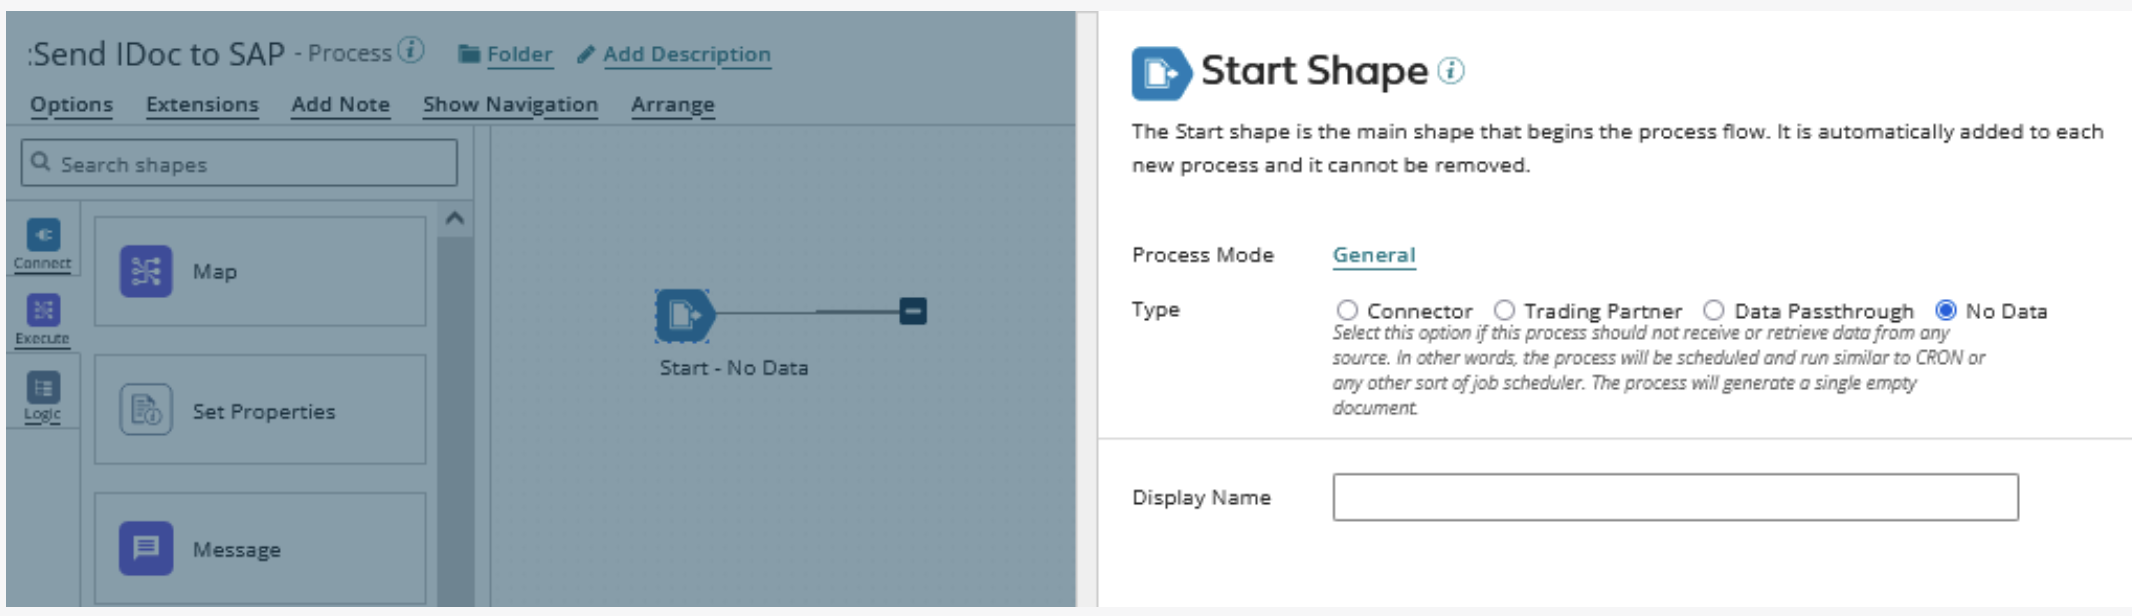 :Send IDoc to SAP - Process Folder Add Description
Options Extensions Add Note Show Navigation Arrange
Search shapes
Connect
Execute
Logic
Map
Set Properties
Message
Start - No Data
Start Shape
The Start shape is the main shape that begins the process flow. It is automatically added to each
new process and it cannot be removed.
Process Mode General
Type Connector Trading Partner Data Passthrough No Data
Select this option if this process should not receive or retrieve data from any
source. In other words, the process will be scheduled and run similar to CRON or
any other sort of job scheduler. The process will generate a single empty
document.
Display Name